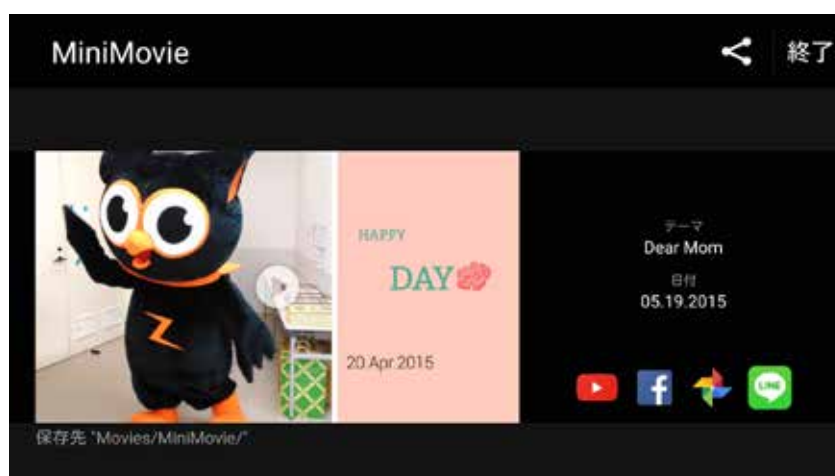 MiniMovie
終了
HAPPY
DAY
20 Apr 2015
テーマ
Dear Mom
日付
05.19.2015
LINE
保存先 "Movies/MiniMovie/"